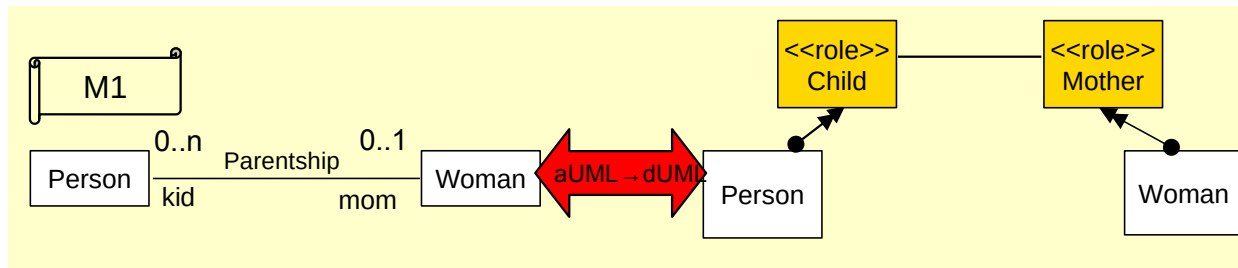 M1
0..n
Parentship
0..1
Person
kid
mom
Woman
aUML→dUML
<<role>>
Child
<<role>>
Mother
Person
Woman